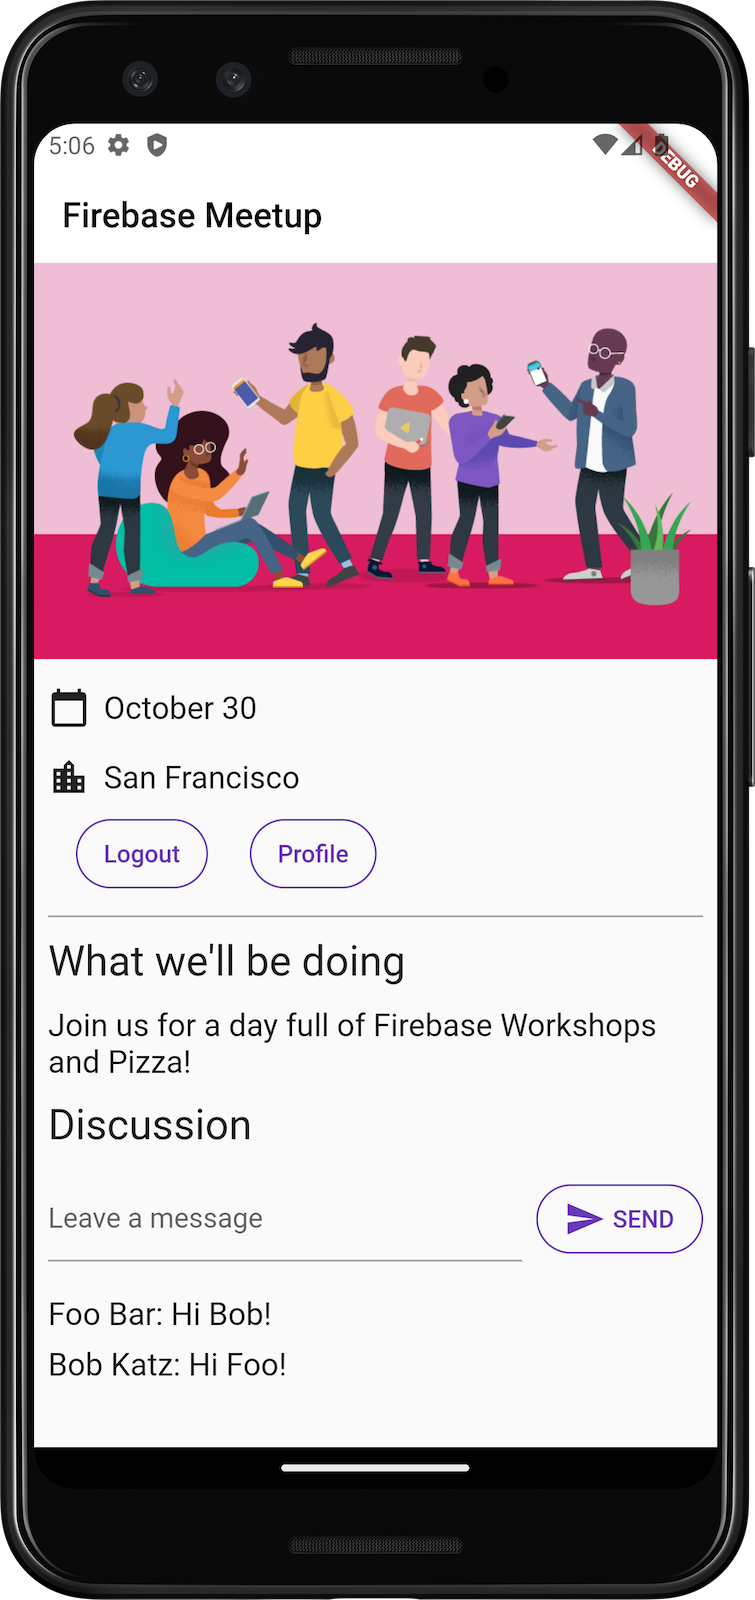 5:06
DEBUG
Firebase Meetup
October 30
San Francisco
Logout Profile
What we'll be doing
Join us for a day full of Firebase Workshops
and Pizza!
Discussion
Leave a message SEND
Foo Bar: Hi Bob!
Bob Katz: Hi Foo!